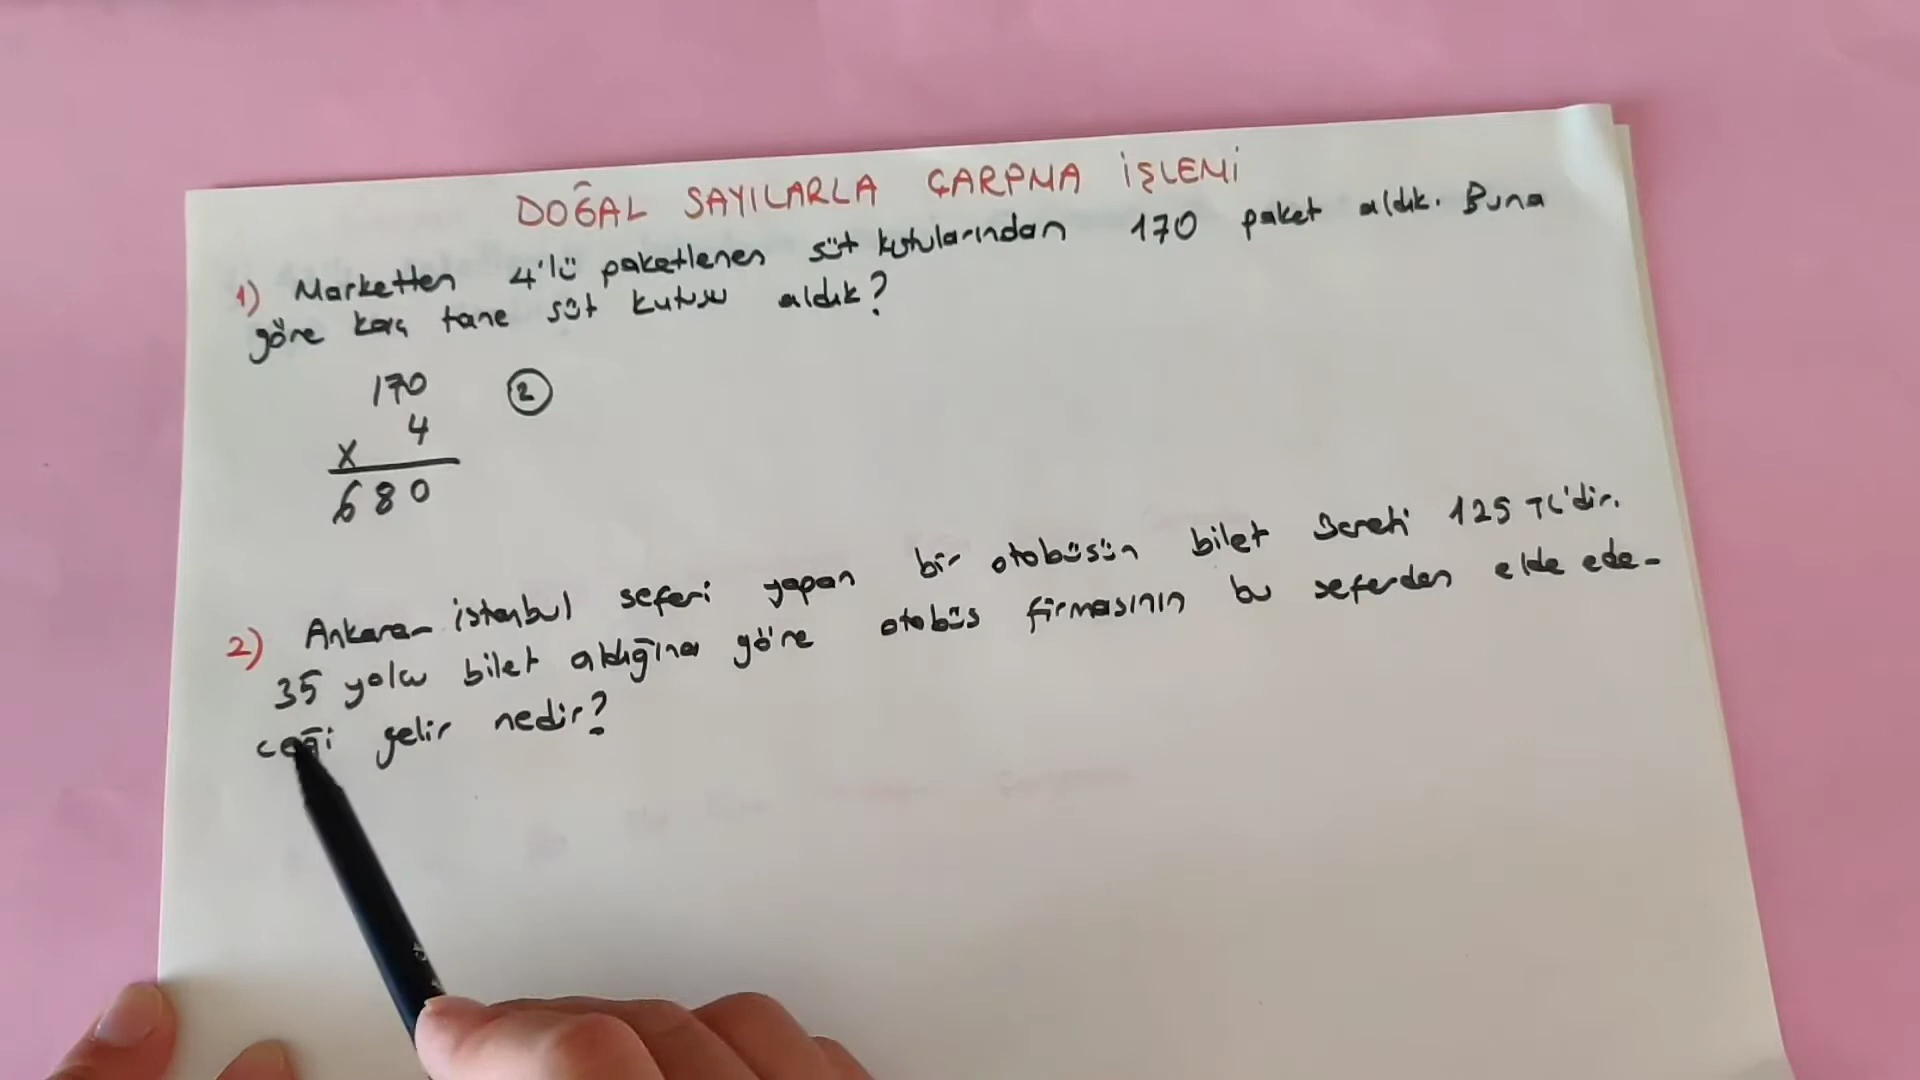 DOĞAL SAYILARLA ÇARPMA İŞLEMİ
1) Marketten 4'lü paketlenen süt kutularından 170 paket aldık. Buna
göre kaç tane süt kutusu aldık?
170
②
x 4
680
2) Ankara-istanbul seferi yapan bir otobüsün bilet ücreti 125 TL'dir.
35 yolcu bilet aldığına göre otobüs firmasının bu seferden elde ede-
ceği gelir nedir?